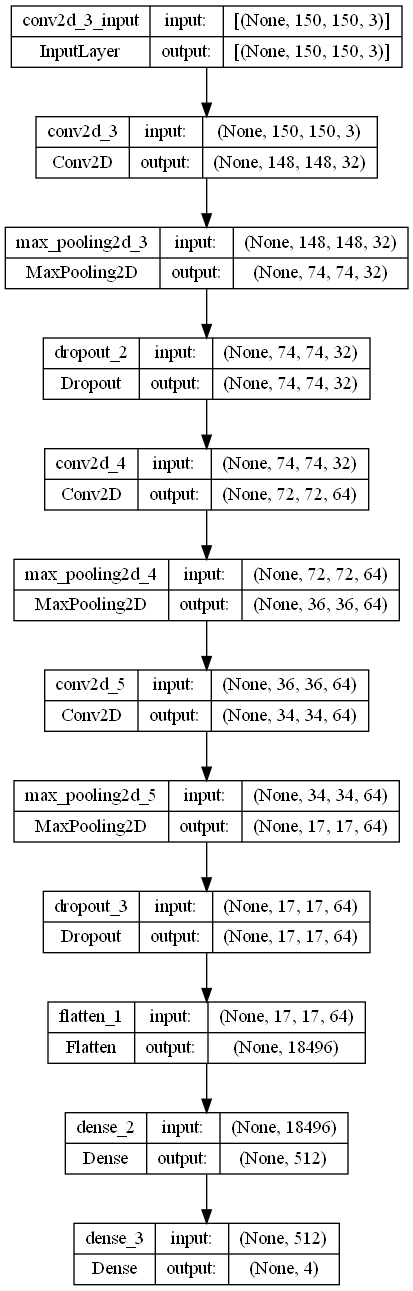 conv2d_3_input input: [(None, 150, 150, 3)]
InputLayer output: [(None, 150, 150, 3)]
conv2d_3 input: (None, 150, 150, 3)
Conv2D output: (None, 148, 148, 32)
max_pooling2d_3 input: (None, 148, 148, 32)
MaxPooling2D output: (None, 74, 74, 32)
dropout_2 input: (None, 74, 74, 32)
Dropout output: (None, 74, 74, 32)
conv2d_4 input: (None, 74, 74, 32)
Conv2D output: (None, 72, 72, 64)
max_pooling2d_4 input: (None, 72, 72, 64)
MaxPooling2D output: (None, 36, 36, 64)
conv2d_5 input: (None, 36, 36, 64)
Conv2D output: (None, 34, 34, 64)
max_pooling2d_5 input: (None, 34, 34, 64)
MaxPooling2D output: (None, 17, 17, 64)
dropout_3 input: (None, 17, 17, 64)
Dropout output: (None, 17, 17, 64)
flatten_1 input: (None, 17, 17, 64)
Flatten output: (None, 18496)
dense_2 input: (None, 18496)
Dense output: (None, 512)
dense_3 input: (None, 512)
Dense output: (None, 4)